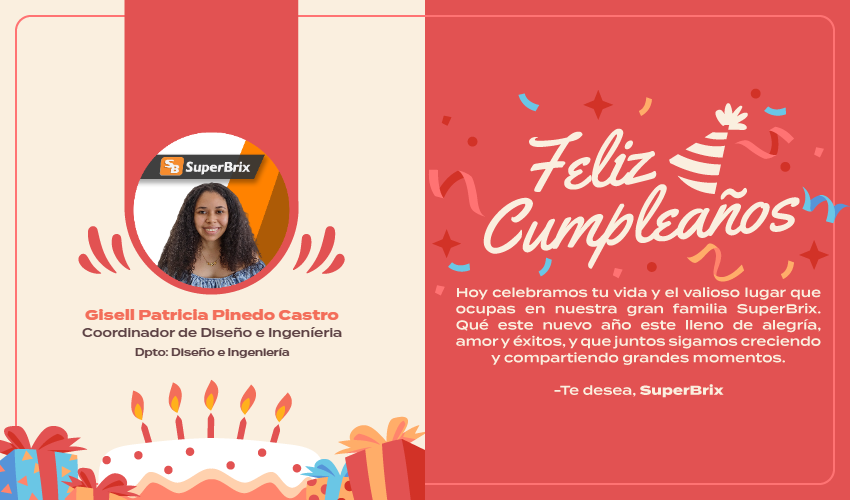 SB SuperBrix
Gisell Patricia Pinedo Castro
Coordinador de Diseño e Ingeníeria
Dpto: Diseño e Ingeniería
Feliz
Cumpleaños
Hoy celebramos tu vida y el valioso lugar que
ocupas en nuestra gran familia SuperBrix.
Qué este nuevo año este lleno de alegría,
amor y éxitos, y que juntos sigamos creciendo
y compartiendo grandes momentos.
-Te desea, SuperBrix